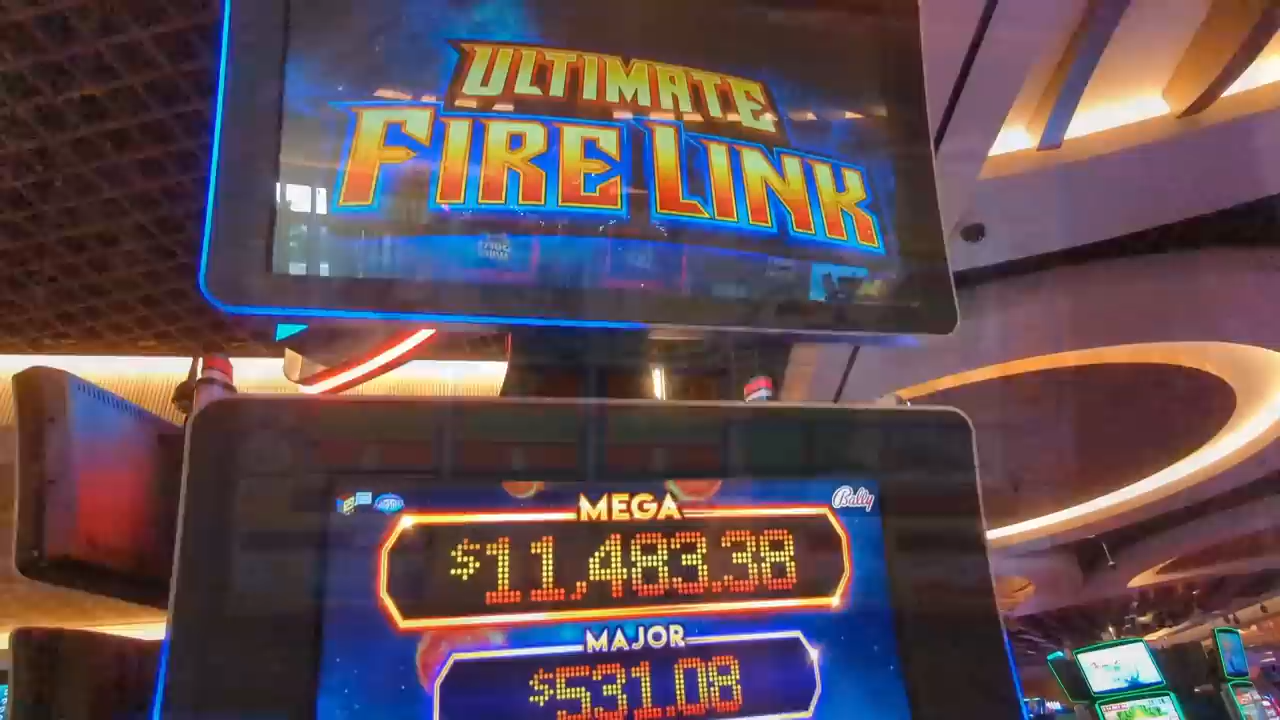 ULTIMATE
FIRE LINK
MEGA
Bally
$11,483.38
MAJOR
$531.08